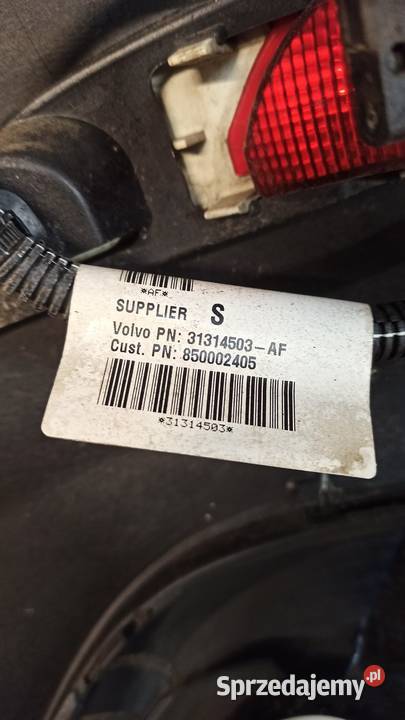 *AF*
SUPPLIER S
Volvo PN: 31314503-AF
Cust. PN: 850002405
*31314503*
Sprzedajemy.pl